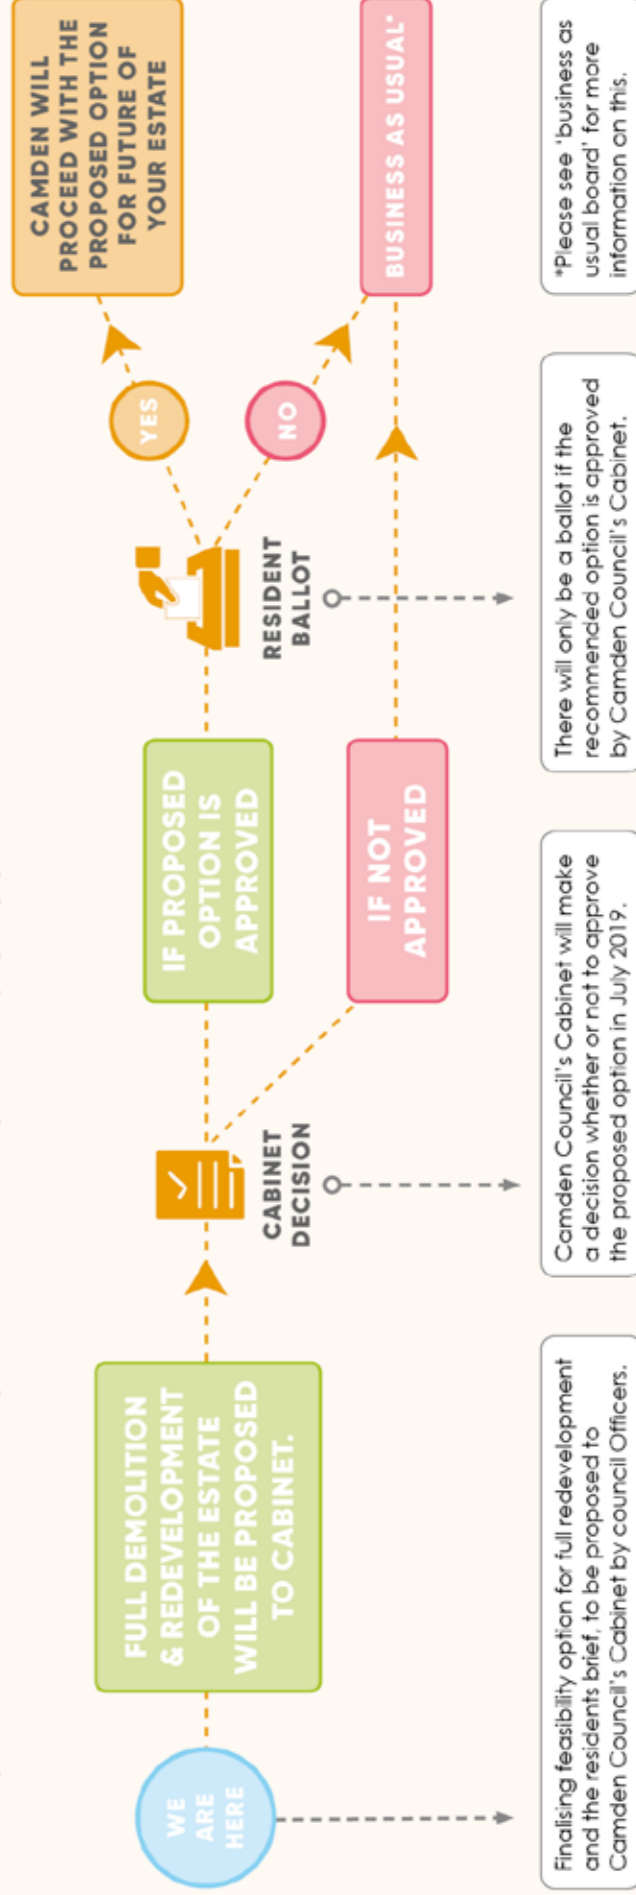 WE
ARE
HERE
FULL DEMOLITION
& REDEVELOPMENT
OF THE ESTATE
WILL BE PROPOSED
TO CABINET.
CABINET
DECISION
IF PROPOSED
OPTION IS
APPROVED
IF NOT
APPROVED
RESIDENT
BALLOT
YES
NO
CAMDEN WILL
PROCEED WITH THE
PROPOSED OPTION
FOR FUTURE OF
YOUR ESTATE
BUSINESS AS USUAL*
Finalising feasibility option for full redevelopment
and the residents brief, to be proposed to
Camden Council's Cabinet by council Officers.
Camden Council's Cabinet will make
a decision whether or not to approve
the proposed option in July 2019.
There will only be a ballot if the
recommended option is approved
by Camden Council's Cabinet.
*Please see 'business as
usual board' for more
information on this.